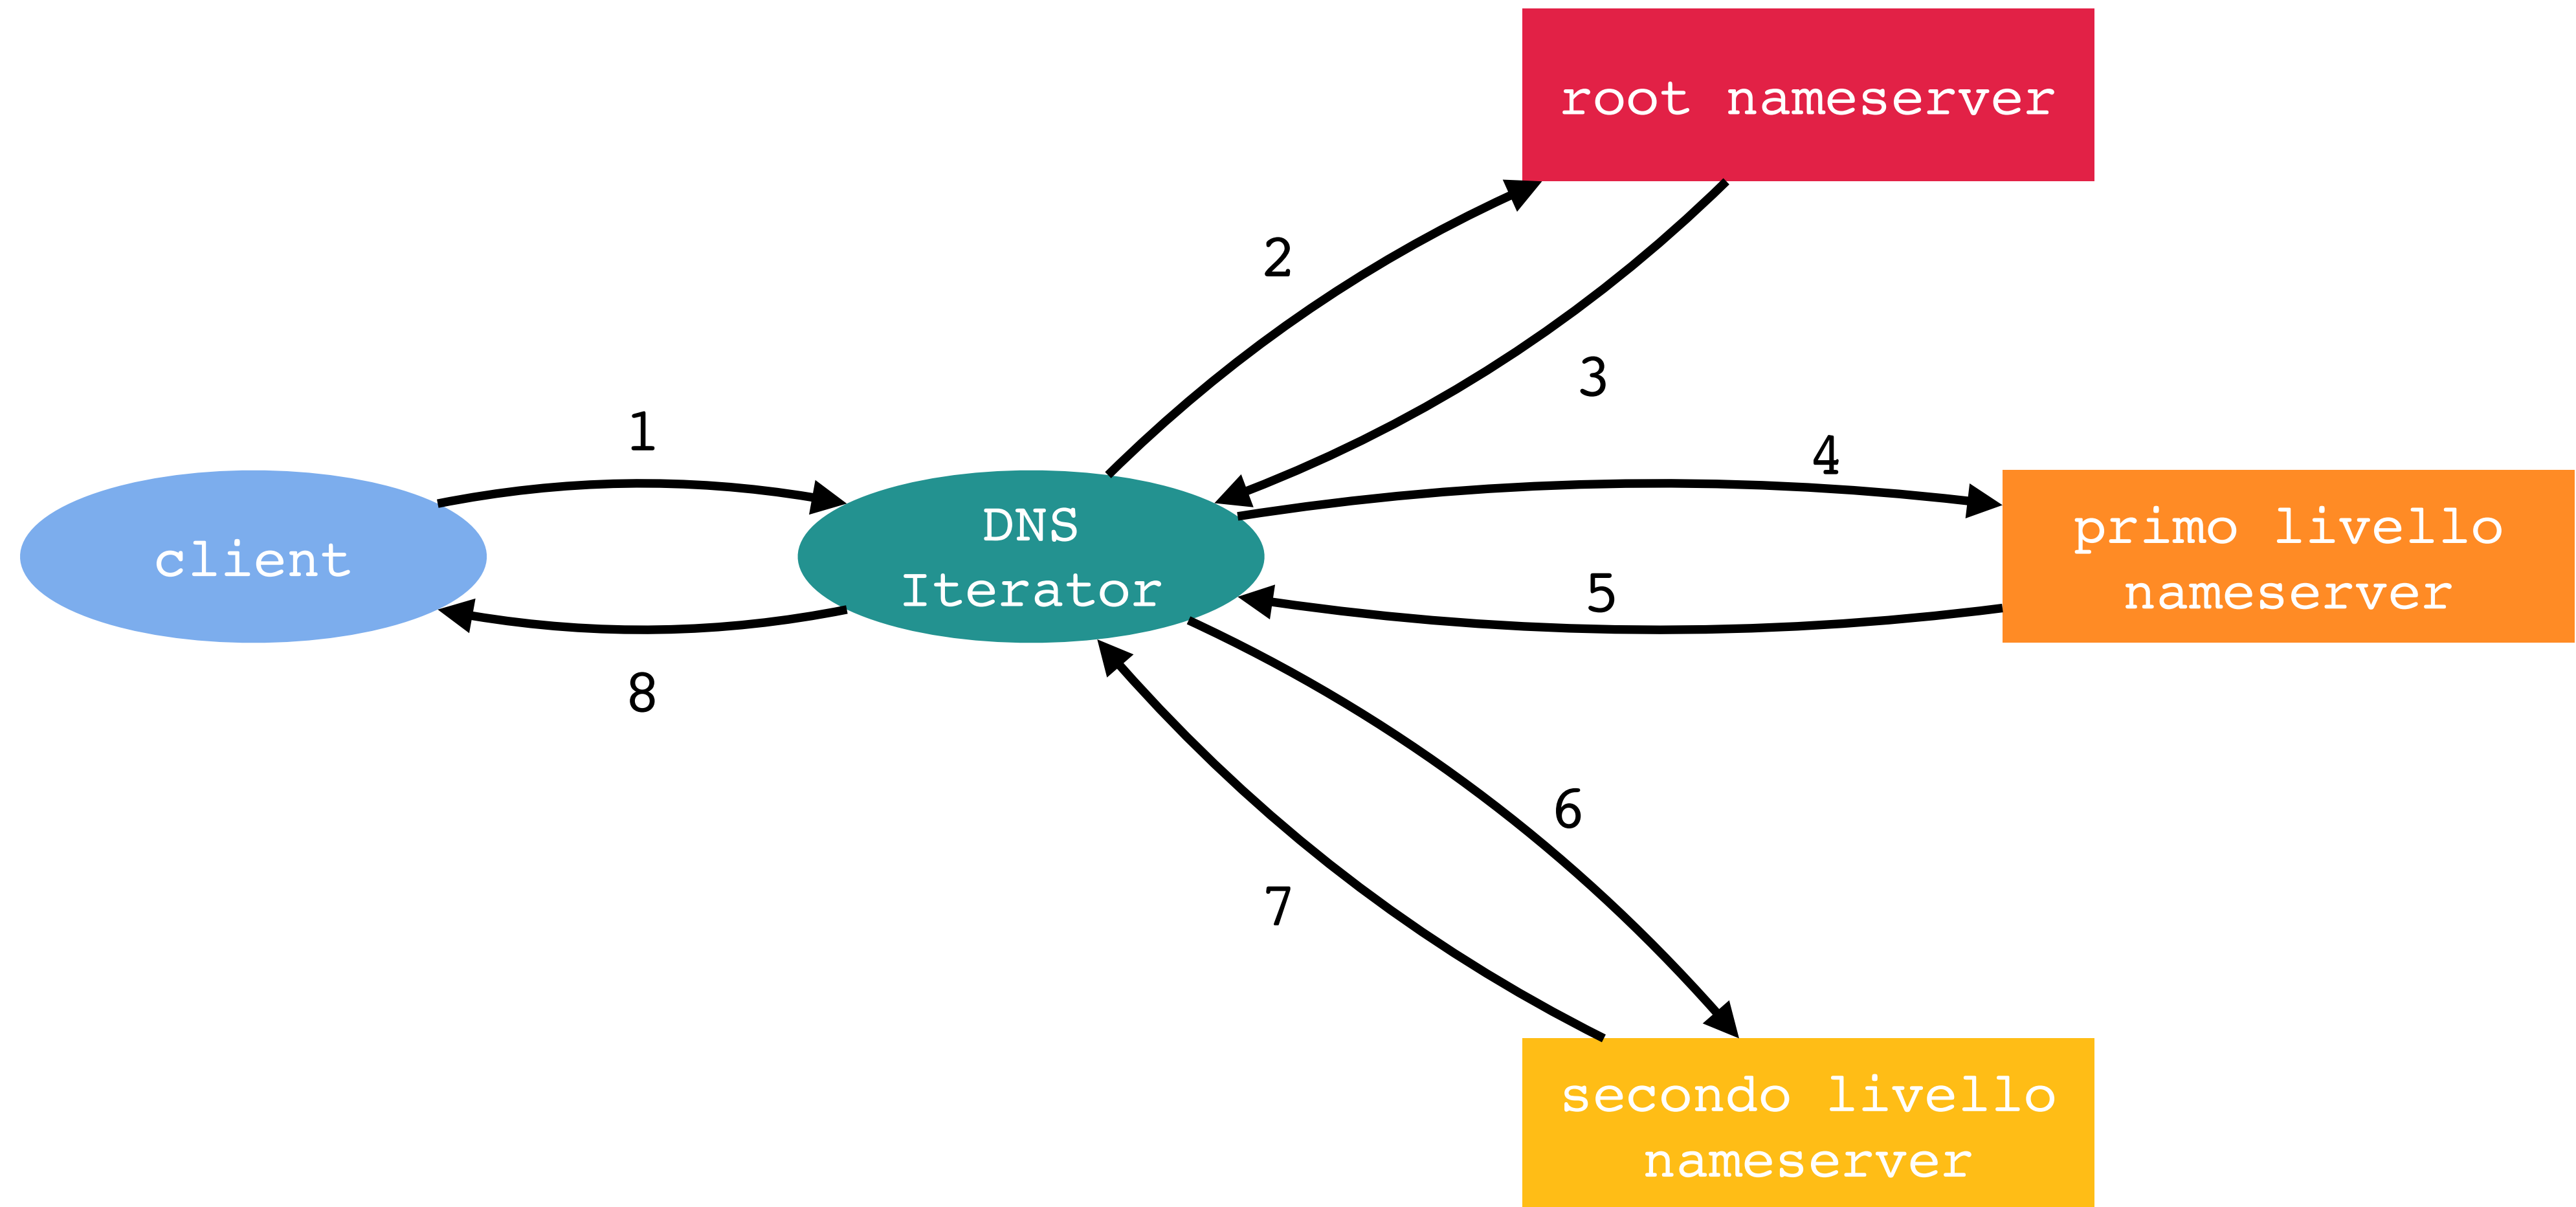 root nameserver
2
3
1
4
client
DNS
Iterator
primo livello
nameserver
5
8
6
7
secondo livello
nameserver